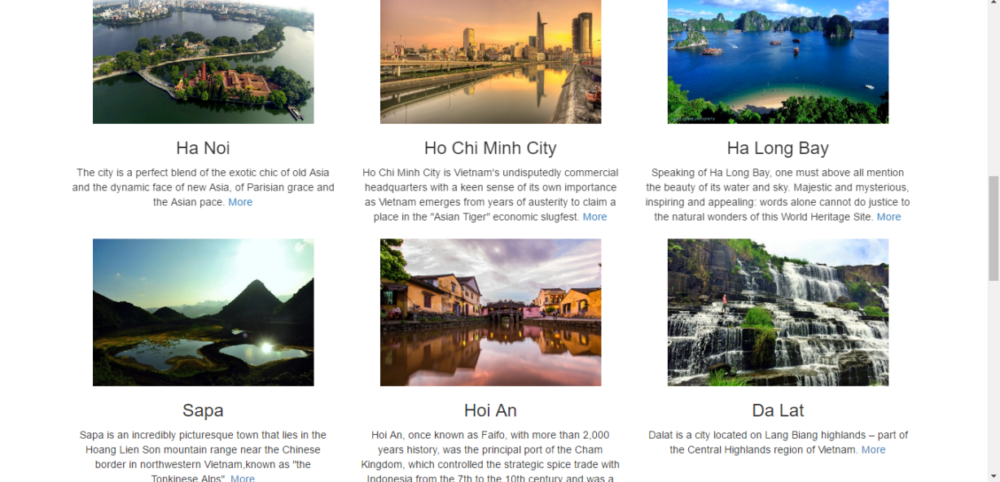 Ha Noi
The city is a perfect blend of the exotic chic of old Asia
and the dynamic face of new Asia, of Parisian grace and
the Asian pace. More
Ho Chi Minh City
Ho Chi Minh City is Vietnam's undisputedly commercial
headquarters with a keen sense of its own importance
as Vietnam emerges from years of austerity to claim a
place in the "Asian Tiger" economic slugfest. More
Ha Long Bay
Speaking of Ha Long Bay, one must above all mention
the beauty of its water and sky. Majestic and mysterious,
inspiring and appealing: words alone cannot do justice to
the natural wonders of this World Heritage Site. More
Sapa
Sapa is an incredibly picturesque town that lies in the
Hoang Lien Son mountain range near the Chinese
border in northwestern Vietnam,known as "the
Tonkinese Alps". More
Hoi An
Hoi An, once known as Faifo, with more than 2,000
years history, was the principal port of the Cham
Kingdom, which controlled the strategic spice trade with
Indonesia from the 7th to the 10th century and was a
Da Lat
Dalat is a city located on Lang Biang highlands – part of
the Central Highlands region of Vietnam. More